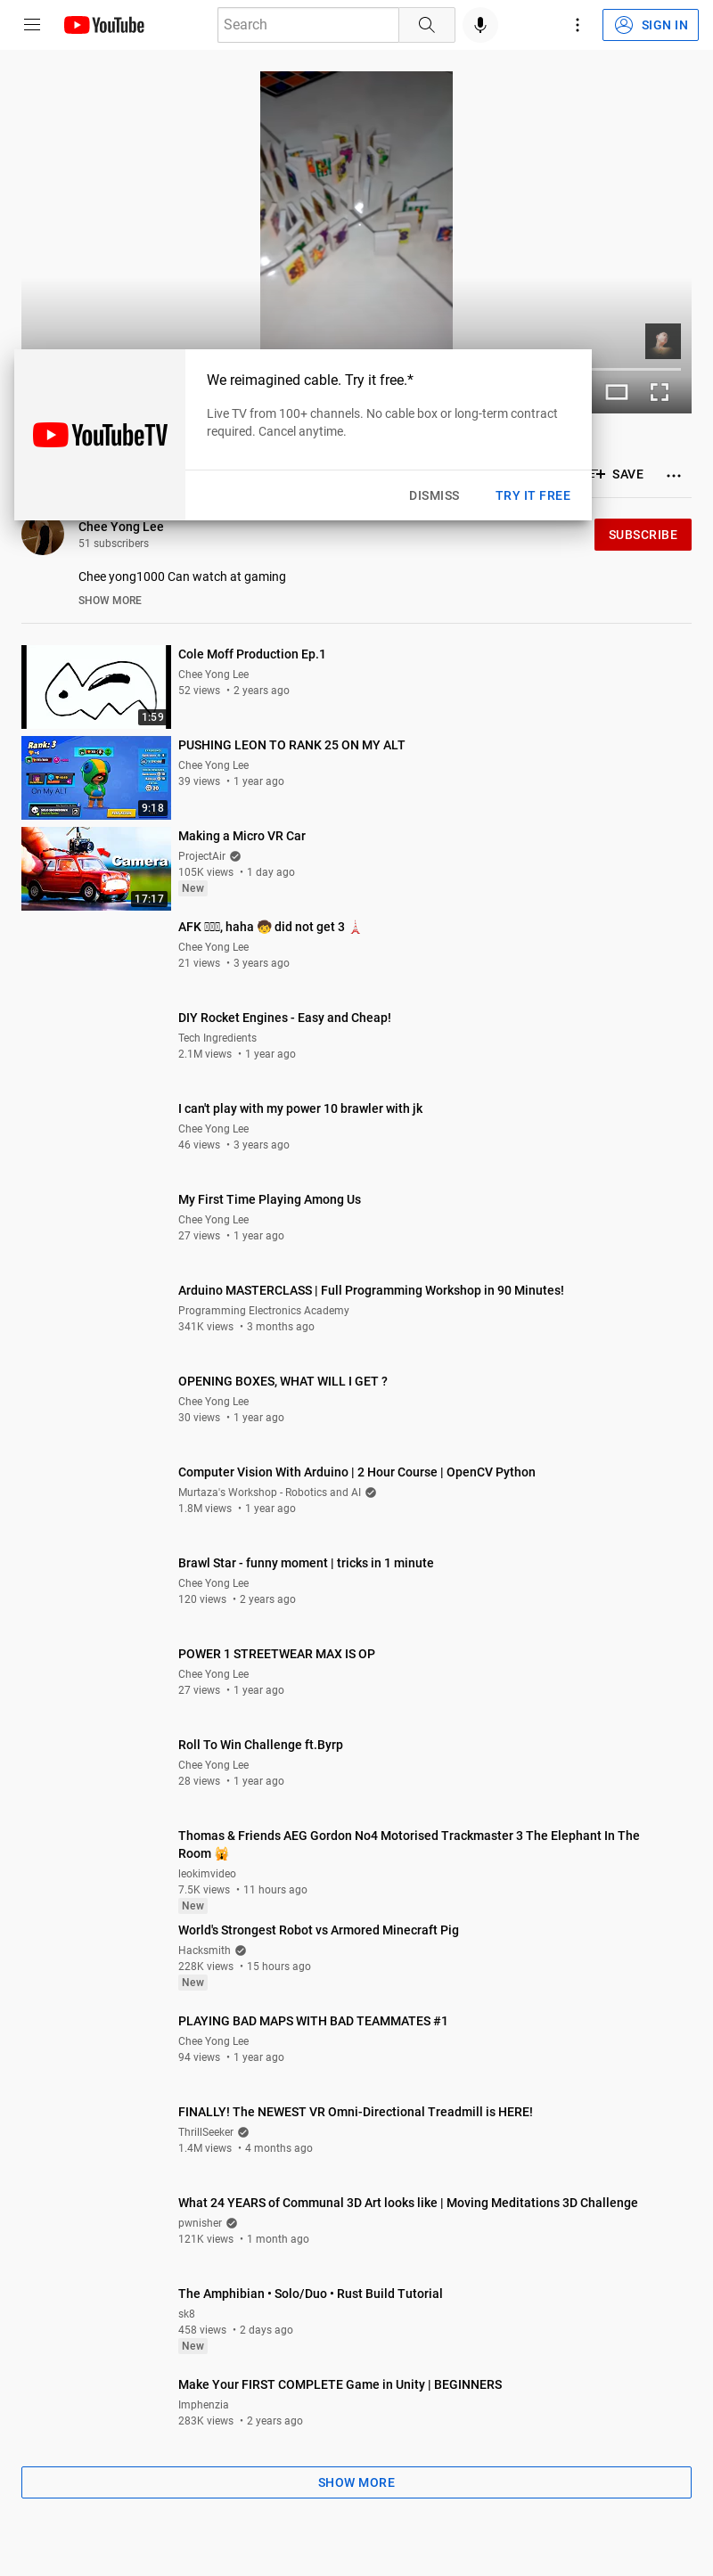 YouTube
Search
SIGN IN
We reimagined cable. Try it free.*
Live TV from 100+ channels. No cable box or long-term contract
required. Cancel anytime.
YouTubeTV
DISMISS
TRY IT FREE
SAVE
Chee Yong Lee
51 subscribers
SUBSCRIBE
Chee yong1000 Can watch at gaming
SHOW MORE
Cole Moff Production Ep.1
Chee Yong Lee
52 views • 2 years ago
1:59
PUSHING LEON TO RANK 25 ON MY ALT
Chee Yong Lee
39 views • 1 year ago
Rank: 3
On My ALT
9:18
Making a Micro VR Car
ProjectAir
105K views • 1 day ago
New
Camera
17:17
AFK , haha 🧒 did not get 3 🗼
Chee Yong Lee
21 views • 3 years ago
DIY Rocket Engines - Easy and Cheap!
Tech Ingredients
2.1M views • 1 year ago
I can't play with my power 10 brawler with jk
Chee Yong Lee
46 views • 3 years ago
My First Time Playing Among Us
Chee Yong Lee
27 views • 1 year ago
Arduino MASTERCLASS | Full Programming Workshop in 90 Minutes!
Programming Electronics Academy
341K views • 3 months ago
OPENING BOXES, WHAT WILL I GET ?
Chee Yong Lee
30 views • 1 year ago
Computer Vision With Arduino | 2 Hour Course | OpenCV Python
Murtaza's Workshop - Robotics and AI
1.8M views • 1 year ago
Brawl Star - funny moment | tricks in 1 minute
Chee Yong Lee
120 views • 2 years ago
POWER 1 STREETWEAR MAX IS OP
Chee Yong Lee
27 views • 1 year ago
Roll To Win Challenge ft.Byrp
Chee Yong Lee
28 views • 1 year ago
Thomas & Friends AEG Gordon No4 Motorised Trackmaster 3 The Elephant In The
Room 🙀
leokimvideo
7.5K views • 11 hours ago
New
World's Strongest Robot vs Armored Minecraft Pig
Hacksmith
228K views • 15 hours ago
New
PLAYING BAD MAPS WITH BAD TEAMMATES #1
Chee Yong Lee
94 views • 1 year ago
FINALLY! The NEWEST VR Omni-Directional Treadmill is HERE!
ThrillSeeker
1.4M views • 4 months ago
What 24 YEARS of Communal 3D Art looks like | Moving Meditations 3D Challenge
pwnisher
121K views • 1 month ago
The Amphibian • Solo/Duo • Rust Build Tutorial
sk8
458 views • 2 days ago
New
Make Your FIRST COMPLETE Game in Unity | BEGINNERS
Imphenzia
283K views • 2 years ago
SHOW MORE